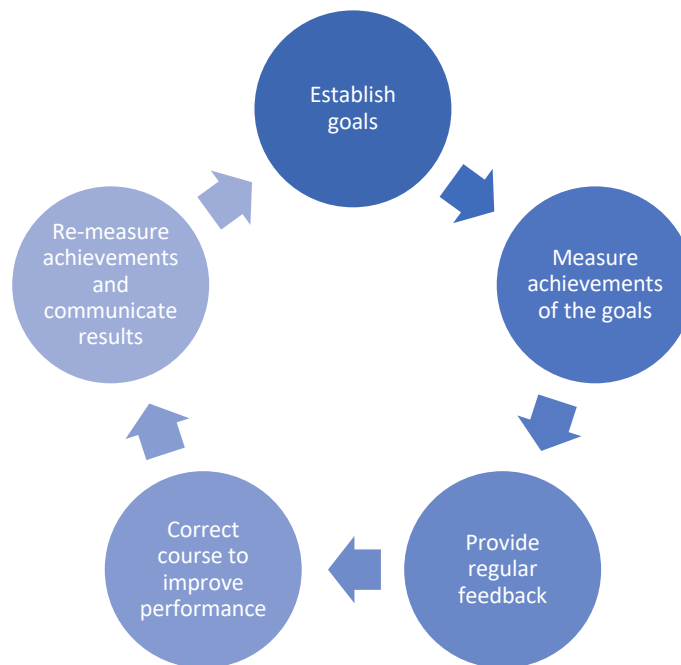 Establish
goals
Measure
achievements
of the goals
Provide
regular
feedback
Correct
course to
improve
performance
Re-measure
achievements
and
communicate
results